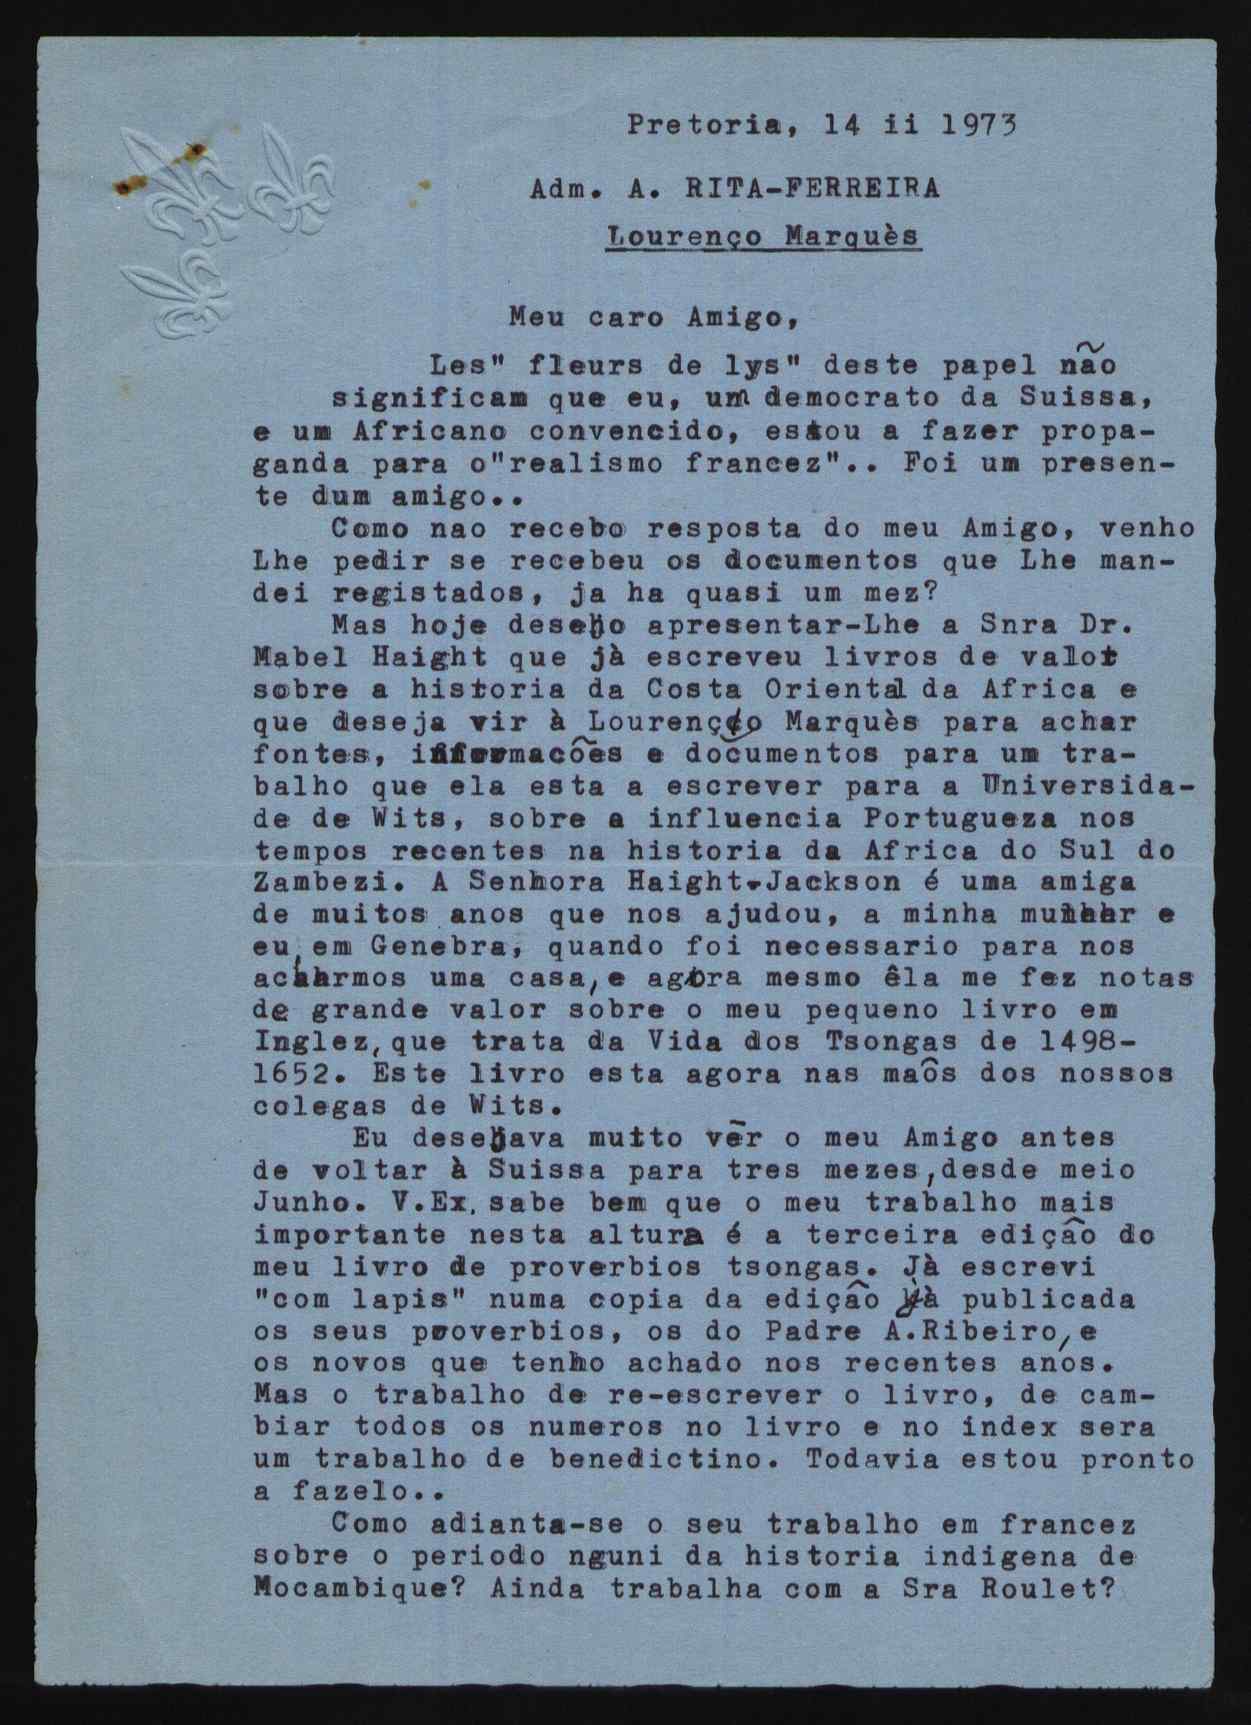 Pretoria, 14 ii 1973
Adm. A. RITA-FERREIRA
Lourenço Marquès
Meu caro Amigo,
Les" fleurs de lys" deste papel não
significam que eu, um democrato da Suissa,
e um Africano convencido, estou a fazer propa-
ganda para o"realismo francez".. Foi um presen-
te dum amigo..
Como nao recebo resposta do meu Amigo, venho
Lhe pedir se recebeu os documentos que Lhe man-
dei registados, ja ha quasi um mez?
Mas hoje desejo apresentar-Lhe a Snra Dr.
Mabel Haight que jà escreveu livros de valor
sobre a historia da Costa Oriental da Africa e
que deseja vir à Lourenço Marquès para achar
fontes, informacões e documentos para um tra-
balho que ela esta a escrever para a Universida-
de de Wits, sobre a influencia Portugueza nos
tempos recentes na historia da Africa do Sul do
Zambezi. A Senhora Haight-Jackson é uma amiga
de muitos anos que nos ajudou, a minha mulher e
eu, em Genebra, quando foi necessario para nos
acharmos uma casa, e agora mesmo êla me fez notas
de grande valor sobre o meu pequeno livro em
Inglez, que trata da Vida dos Tsongas de 1498-
1652. Este livro esta agora nas maôs dos nossos
colegas de Wits.
Eu desejava muito vêr o meu Amigo antes
de voltar à Suissa para tres mezes, desde meio
Junho. V.Ex. sabe bem que o meu trabalho mais
importante nesta altura é a terceira ediçâo do
meu livro de proverbios tsongas. Jà escrevi
"com lapis" numa copia da ediçâo jà publicada
os seus proverbios, os do Padre A.Ribeiro, e
os novos que tenho achado nos recentes anos.
Mas o trabalho de re-escrever o livro, de cam-
biar todos os numeros no livro e no index sera
um trabalho de benedictino. Todavia estou pronto
a fazelo..
Como adianta-se o seu trabalho em francez
sobre o periodo nguni da historia indigena de
Mocambique? Ainda trabalha com a Sra Roulet?